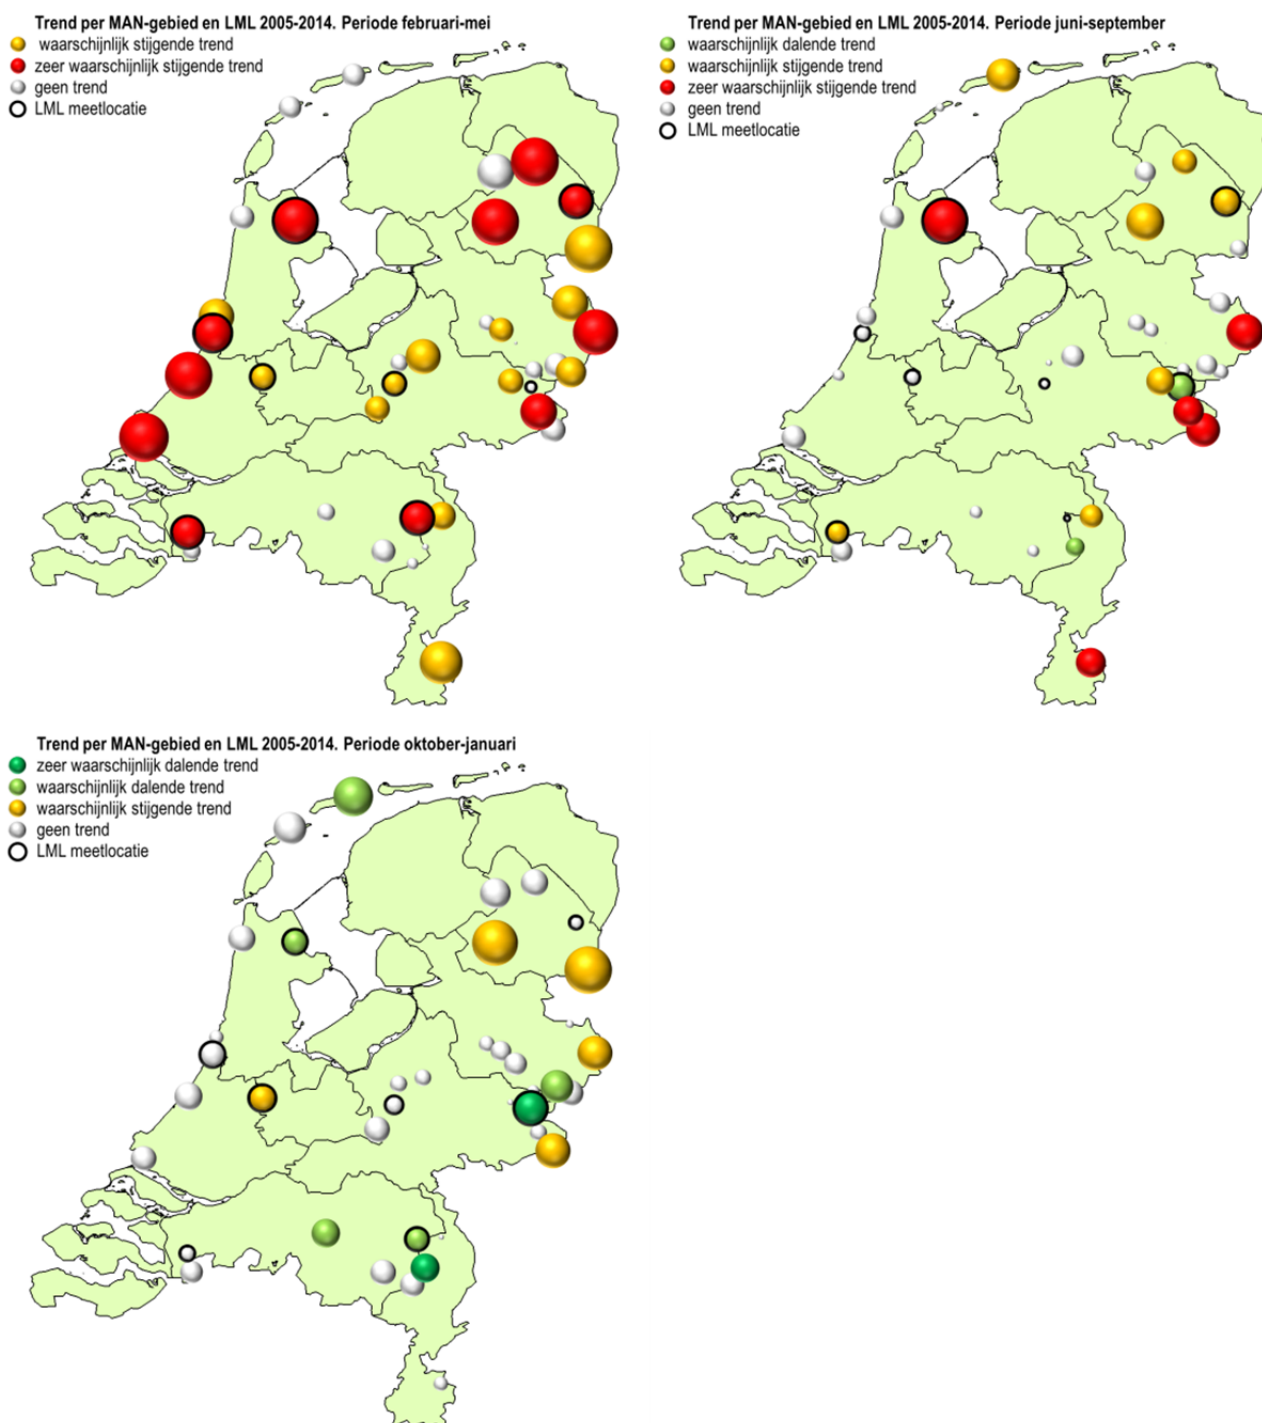 Trend per MAN-gebied en LML 2005-2014. Periode februari-mei
waarschijnlijk stijgende trend
zeer waarschijnlijk stijgende trend
geen trend
LML meetlocatie
Trend per MAN-gebied en LML 2005-2014. Periode juni-september
waarschijnlijk dalende trend
waarschijnlijk stijgende trend
zeer waarschijnlijk stijgende trend
geen trend
LML meetlocatie
Trend per MAN-gebied en LML 2005-2014. Periode oktober-januari
zeer waarschijnlijk dalende trend
waarschijnlijk dalende trend
waarschijnlijk stijgende trend
geen trend
LML meetlocatie